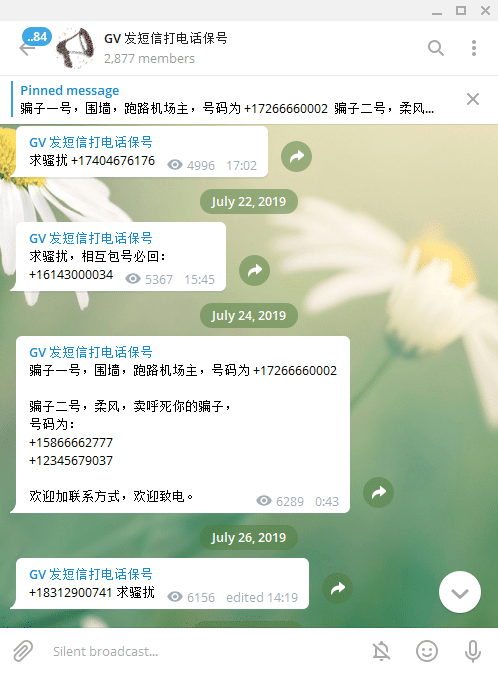 ..84
GV 发短信打电话保号
2,877 members
Pinned message
骗子一号，围墙，跑路机场主，号码为 +17266660002 骗子二号，柔风...
GV 发短信打电话保号
求骚扰 +17404676176
4996 17:02
July 22, 2019
GV 发短信打电话保号
求骚扰，相互包号必回：
+16143000034
5367 15:45
July 24, 2019
GV 发短信打电话保号
骗子一号，围墙，跑路机场主，号码为 +17266660002
骗子二号，柔风，卖呼死你的骗子，
号码为：
+15866662777
+12345679037
欢迎加联系方式，欢迎致电。
6289 0:43
July 26, 2019
GV 发短信打电话保号
+18312900741 求骚扰
6156 edited 14:19
Silent broadcast...